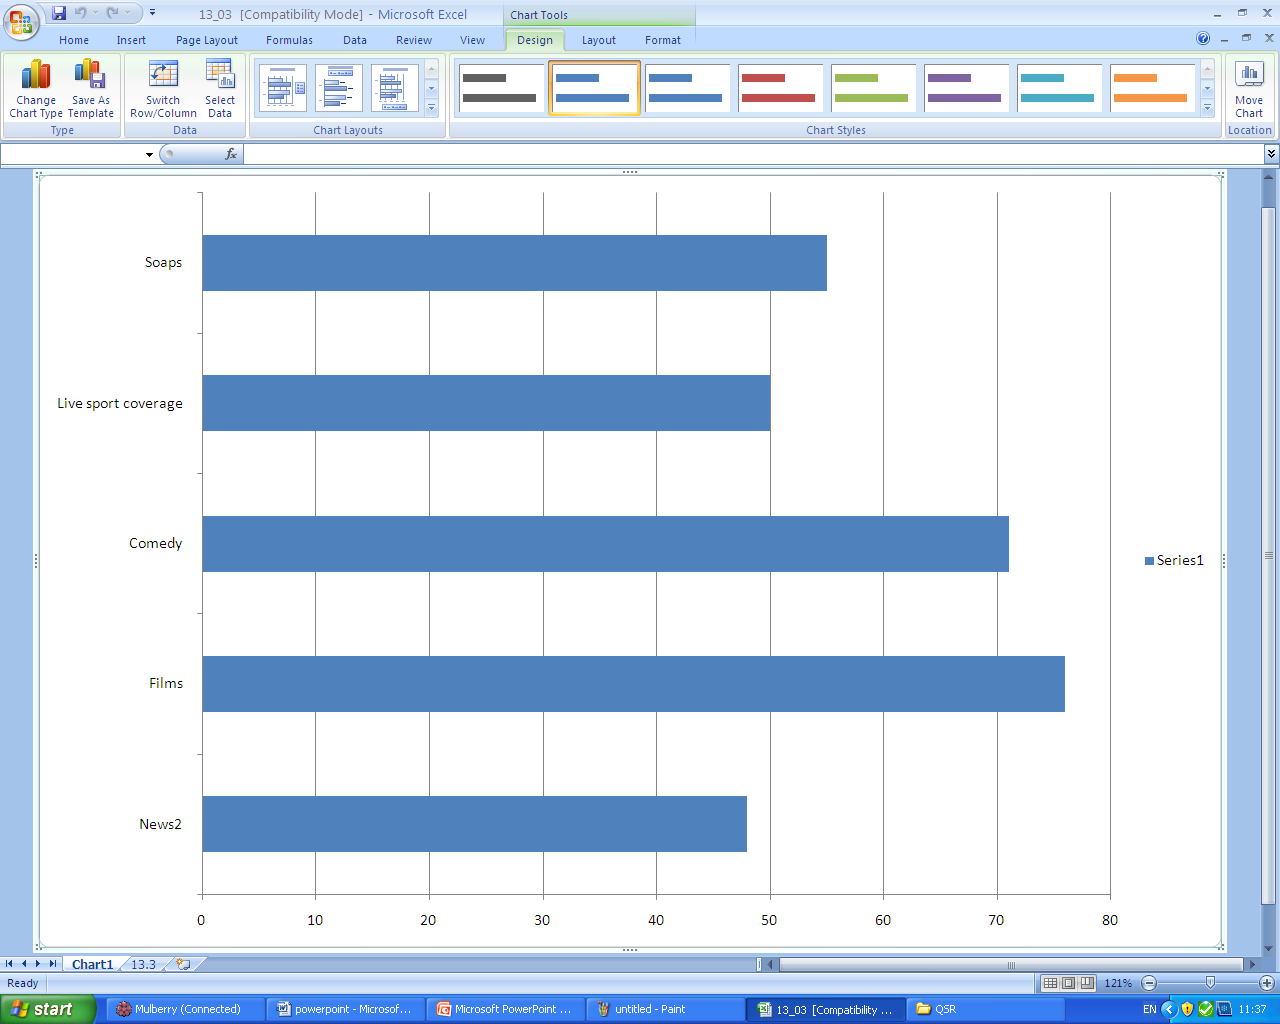 13_03 [Compatibility Mode] - Microsoft Excel
Chart Tools
Home Insert Page Layout Formulas Data Review View Design Layout Format
Change Chart Type
Save As Template
Switch Row/Column
Select Data
Move Chart
Type Data Chart Layouts Chart Styles Location
fx
Soaps
Live sport coverage
Comedy
Series1
Films
News2
0 10 20 30 40 50 60 70 80
Chart1 13.3
Ready 121%
start Mulberry (Connected) powerpoint - Microsof... Microsoft PowerPoint ... untitled - Paint 13_03 [Compatibility ... QSR EN 11:37